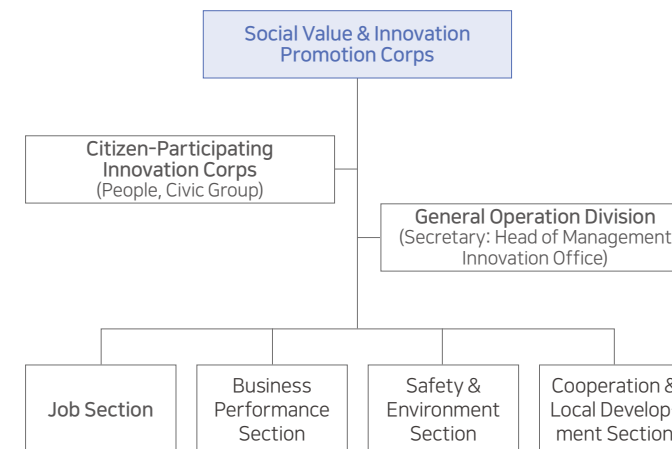 Social Value & Innovation
Promotion Corps
Citizen-Participating
Innovation Corps
(People, Civic Group)
General Operation Division
(Secretary: Head of Management
Innovation Office)
Job Section
Business
Performance
Section
Safety &
Environment
Section
Cooperation &
Local Develop
ment Section